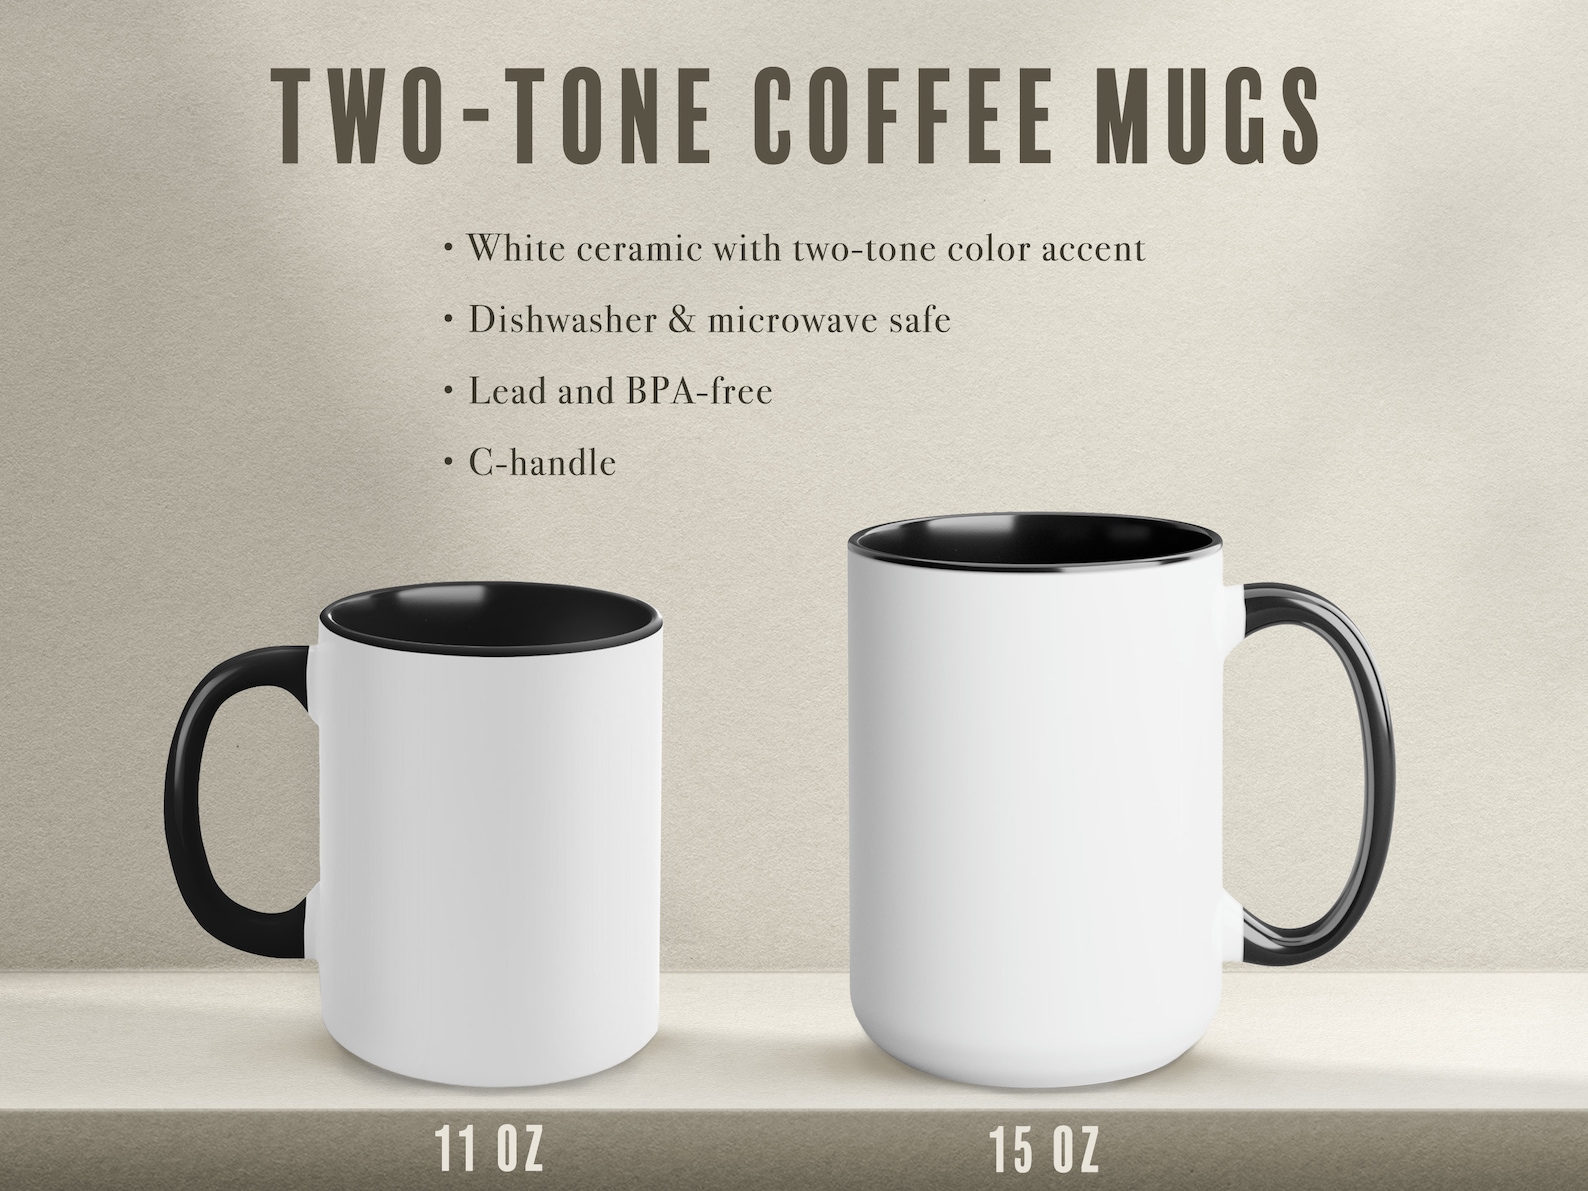 TWO-TONE COFFEE MUGS
• White ceramic with two-tone color accent
• Dishwasher & microwave safe
• Lead and BPA-free
• C-handle
11 OZ
15 OZ